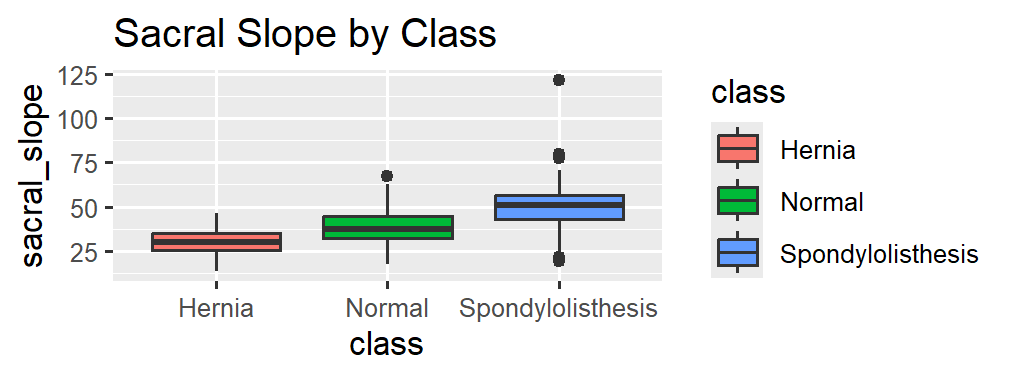 Sacral Slope by Class
sacral_slope
125
100
75
50
25
Hernia Normal Spondylolisthesis
class
class
Hernia
Normal
Spondylolisthesis